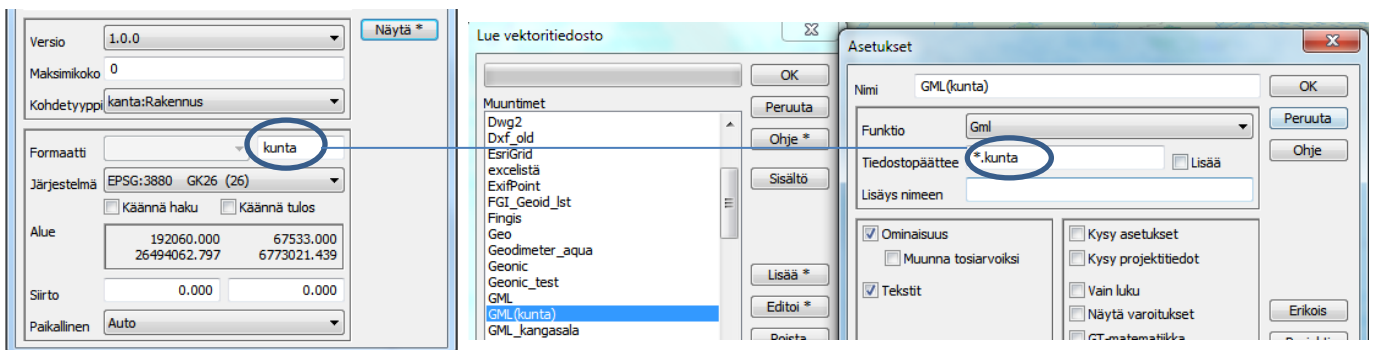 Versio 1.0.0 Näytä *
Maksimikoko 0
Kohdetyyppi kanta:Rakennus
Formaatti kunta
Järjestelmä EPSG:3880 GK26 (26)
Käännä haku Käännä tulos
Alue 192060.000 67533.000
26494062.797 6773021.439
Siirto 0.000 0.000
Paikallinen Auto
Lue vektoritiedosto
OK
Muuntimet
Peruuta
Dwg2
Dxf_old
Ohje *
EsriGrid
excelistä
ExifPoint
Sisältö
FGI_Geoid_lst
Fingis
Geo
Geodimeter_aqua
Geonic
Lisää *
Geonic_test
GML
GML(kunta)
Editoi *
GML_kangasala
Poista
Asetukset
Nimi GML(kunta) OK
Funktio Gml Peruuta
Tiedostopäättee *.kunta Lisää Ohje
Lisäys nimeen
Ominaisuus Kysy asetukset
Muunna tosiarvoiksi Kysy projektitiedot
Tekstit Vain luku
Näytä varoitukset Erikois
GT-matematiikka